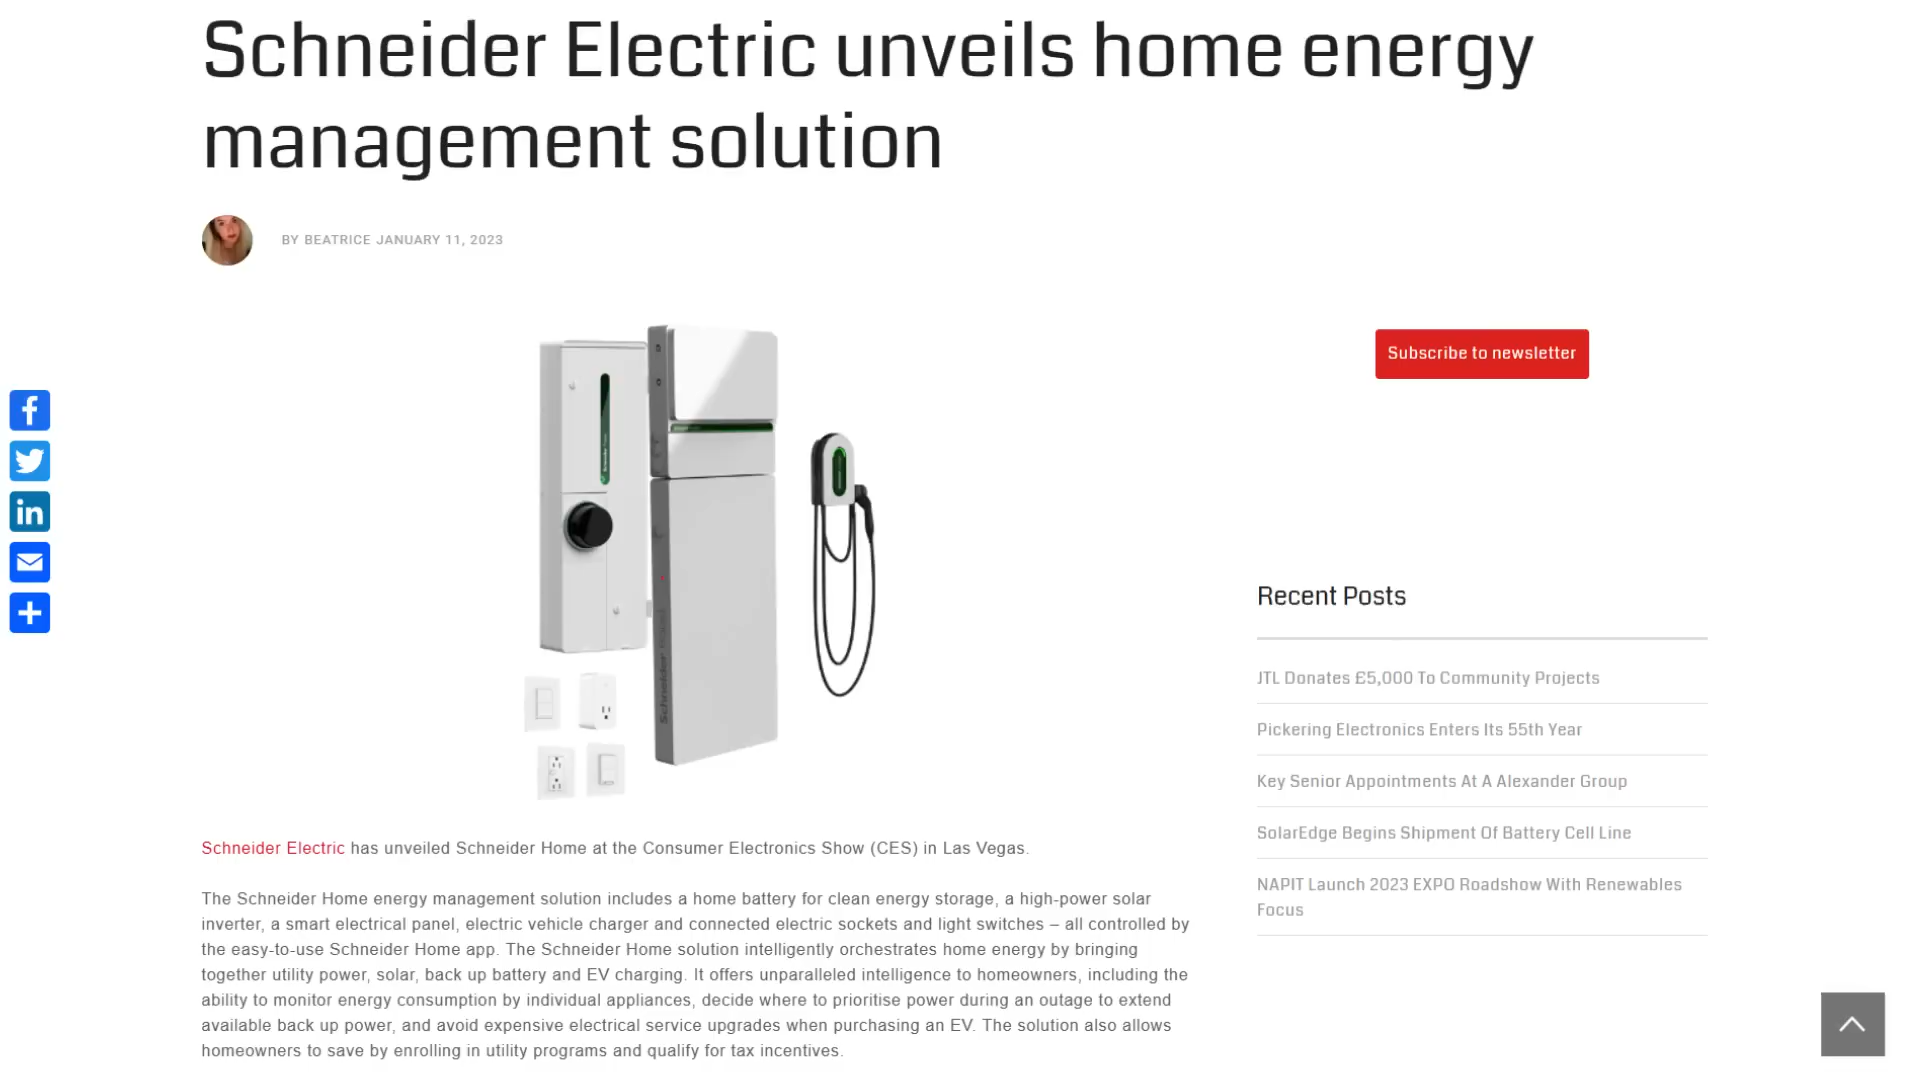 Schneider Electric unveils home energy
management solution
BY BEATRICE JANUARY 11, 2023
Subscribe to newsletter
Recent Posts
JTL Donates £5,000 To Community Projects
Pickering Electronics Enters Its 55th Year
Key Senior Appointments At A Alexander Group
SolarEdge Begins Shipment Of Battery Cell Line
NAPIT Launch 2023 EXPO Roadshow With Renewables
Focus
Schneider Electric has unveiled Schneider Home at the Consumer Electronics Show (CES) in Las Vegas.
The Schneider Home energy management solution includes a home battery for clean energy storage, a high-power solar
inverter, a smart electrical panel, electric vehicle charger and connected electric sockets and light switches – all controlled by
the easy-to-use Schneider Home app. The Schneider Home solution intelligently orchestrates home energy by bringing
together utility power, solar, back up battery and EV charging. It offers unparalleled intelligence to homeowners, including the
ability to monitor energy consumption by individual appliances, decide where to prioritise power during an outage to extend
available back up power, and avoid expensive electrical service upgrades when purchasing an EV. The solution also allows
homeowners to save by enrolling in utility programs and qualify for tax incentives.